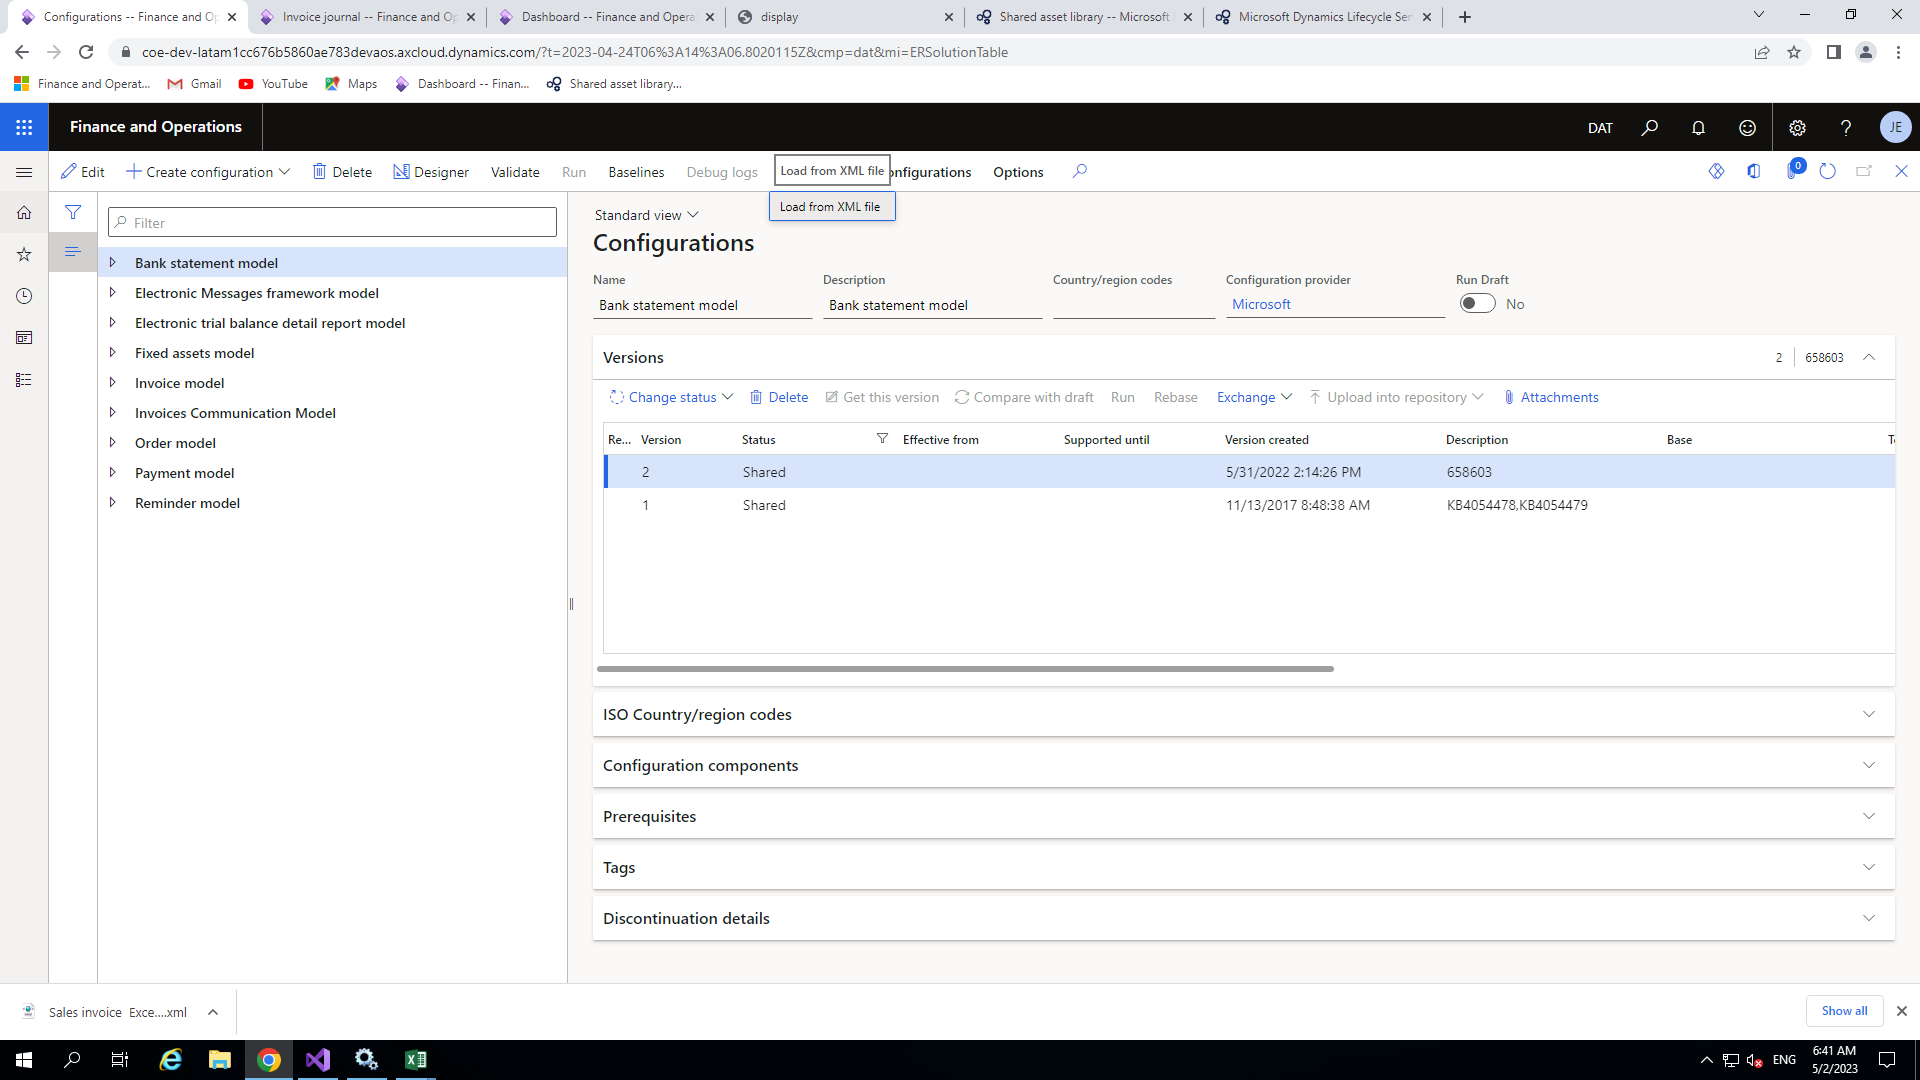 Configurations -- Finance and Op
Invoice journal -- Finance and Op
Dashboard -- Finance and Opera
display
Shared asset library -- Microsoft
Microsoft Dynamics Lifecycle Ser
coe-dev-latam1cc676b5860ae783devaos.axcloud.dynamics.com/?t=2023-04-24T06%3A14%3A06.8020115Z&cmp=dat&mi=ERSolutionTable
Finance and Operat...
Gmail
YouTube
Maps
Dashboard -- Finan...
Shared asset library...
Finance and Operations
DAT
JE
Edit
Create configuration
Delete
Designer
Validate
Run
Baselines
Debug logs
Load from XML file
onfigurations
Options
0
Load from XML file
Filter
Bank statement model
Electronic Messages framework model
Electronic trial balance detail report model
Fixed assets model
Invoice model
Invoices Communication Model
Order model
Payment model
Reminder model
Standard view
Configurations
Name
Description
Country/region codes
Configuration provider
Run Draft
Bank statement model
Bank statement model
Microsoft
No
Versions
2
658603
Change status
Delete
Get this version
Compare with draft
Run
Rebase
Exchange
Upload into repository
Attachments
Re...
Version
Status
Effective from
Supported until
Version created
Description
Base
2
Shared
5/31/2022 2:14:26 PM
658603
1
Shared
11/13/2017 8:48:38 AM
KB4054478,KB4054479
ISO Country/region codes
Configuration components
Prerequisites
Tags
Discontinuation details
Sales invoice Exce....xml
Show all
ENG
6:41 AM
5/2/2023